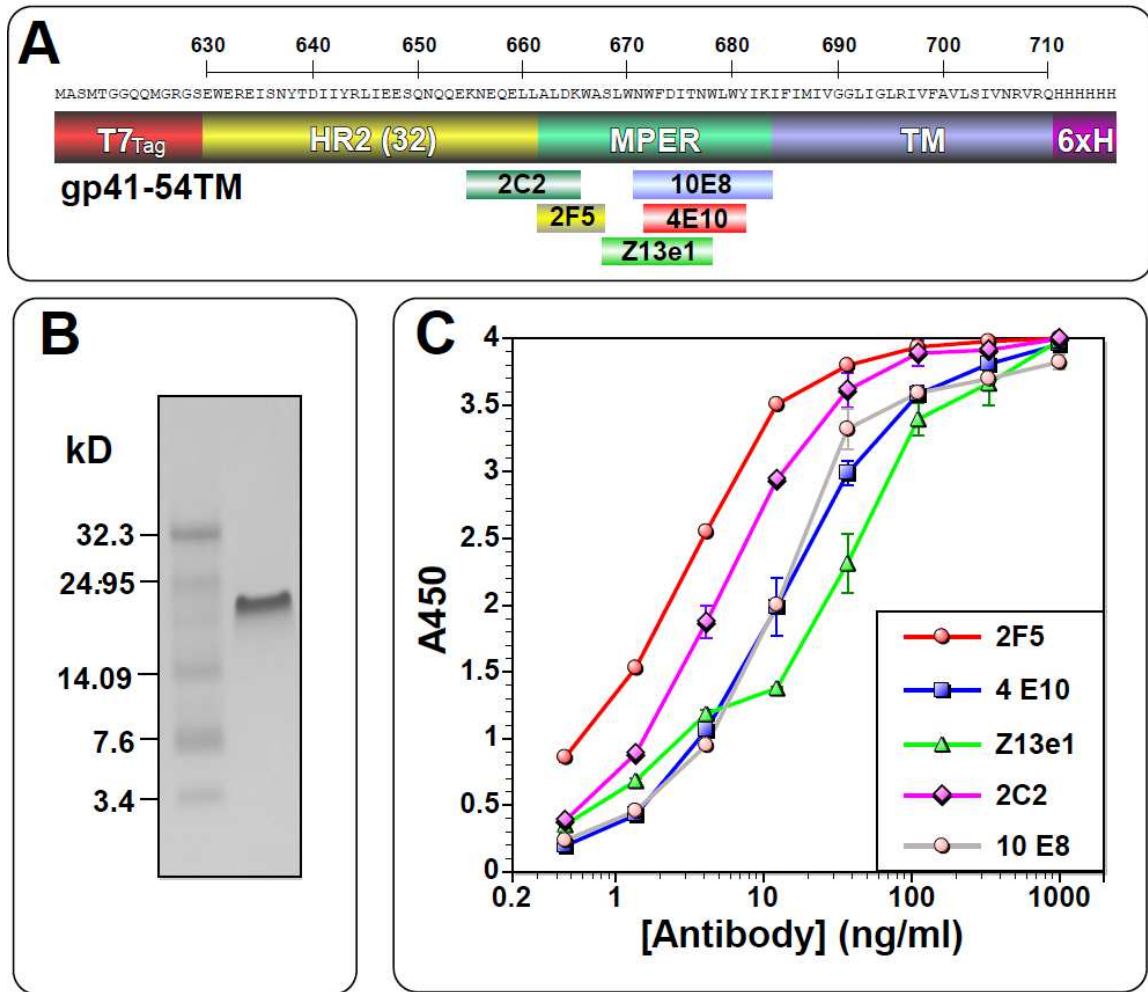 A
630 640 650 660 670 680 690 700 710
MASMTGGQQMGRGSEWEREISNYTDIIYRLIEESQNQQEKNEQELLALDKWASLWNWFDITNWLWYIKIFIMIVGGLIGLRIVFAVLSIVNRVRQHHHHHH
T7Tag HR2 (32) MPER TM 6xH
gp41-54TM
2C2 10E8
2F5 4E10
Z13e1
B
kD
32.3
24.95
14.09
7.6
3.4
C
4
3.5
3
2.5
2
1.5
1
0.5
0
A450
0.2 1 10 100 1000
[Antibody] (ng/ml)
2F5
4 E10
Z13e1
2C2
10 E8